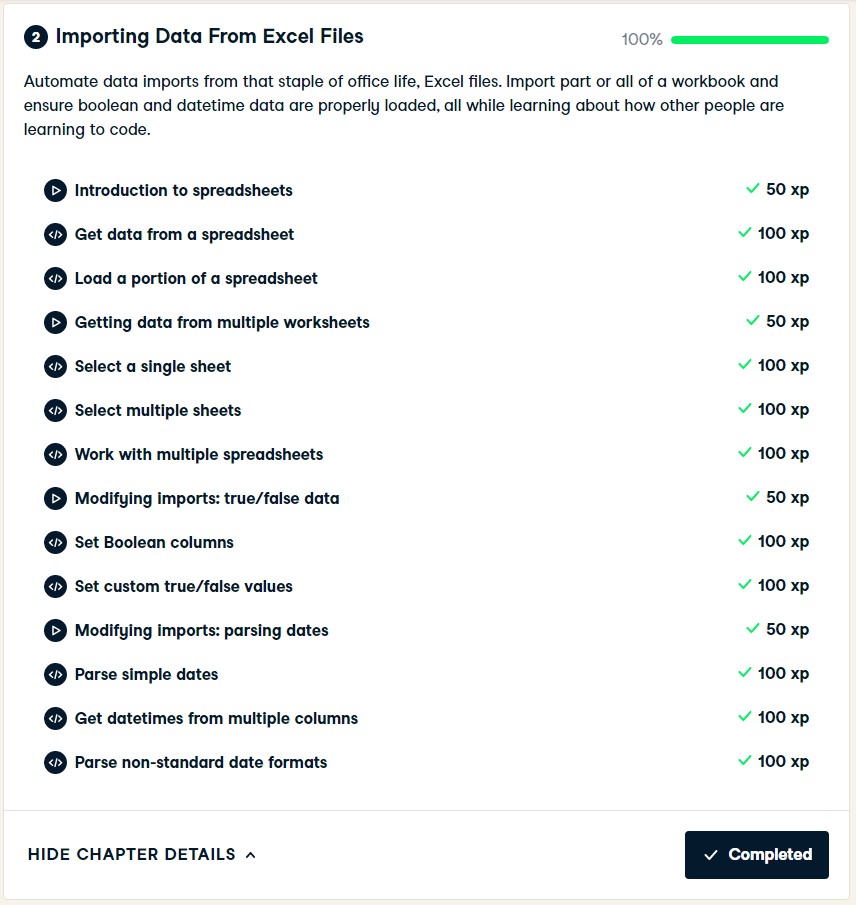 2 Importing Data From Excel Files 100%
Automate data imports from that staple of office life, Excel files. Import part or all of a workbook and
ensure boolean and datetime data are properly loaded, all while learning about how other people are
learning to code.
Introduction to spreadsheets 50 xp
Get data from a spreadsheet 100 xp
Load a portion of a spreadsheet 100 xp
Getting data from multiple worksheets 50 xp
Select a single sheet 100 xp
Select multiple sheets 100 xp
Work with multiple spreadsheets 100 xp
Modifying imports: true/false data 50 xp
Set Boolean columns 100 xp
Set custom true/false values 100 xp
Modifying imports: parsing dates 50 xp
Parse simple dates 100 xp
Get datetimes from multiple columns 100 xp
Parse non-standard date formats 100 xp
HIDE CHAPTER DETAILS Completed